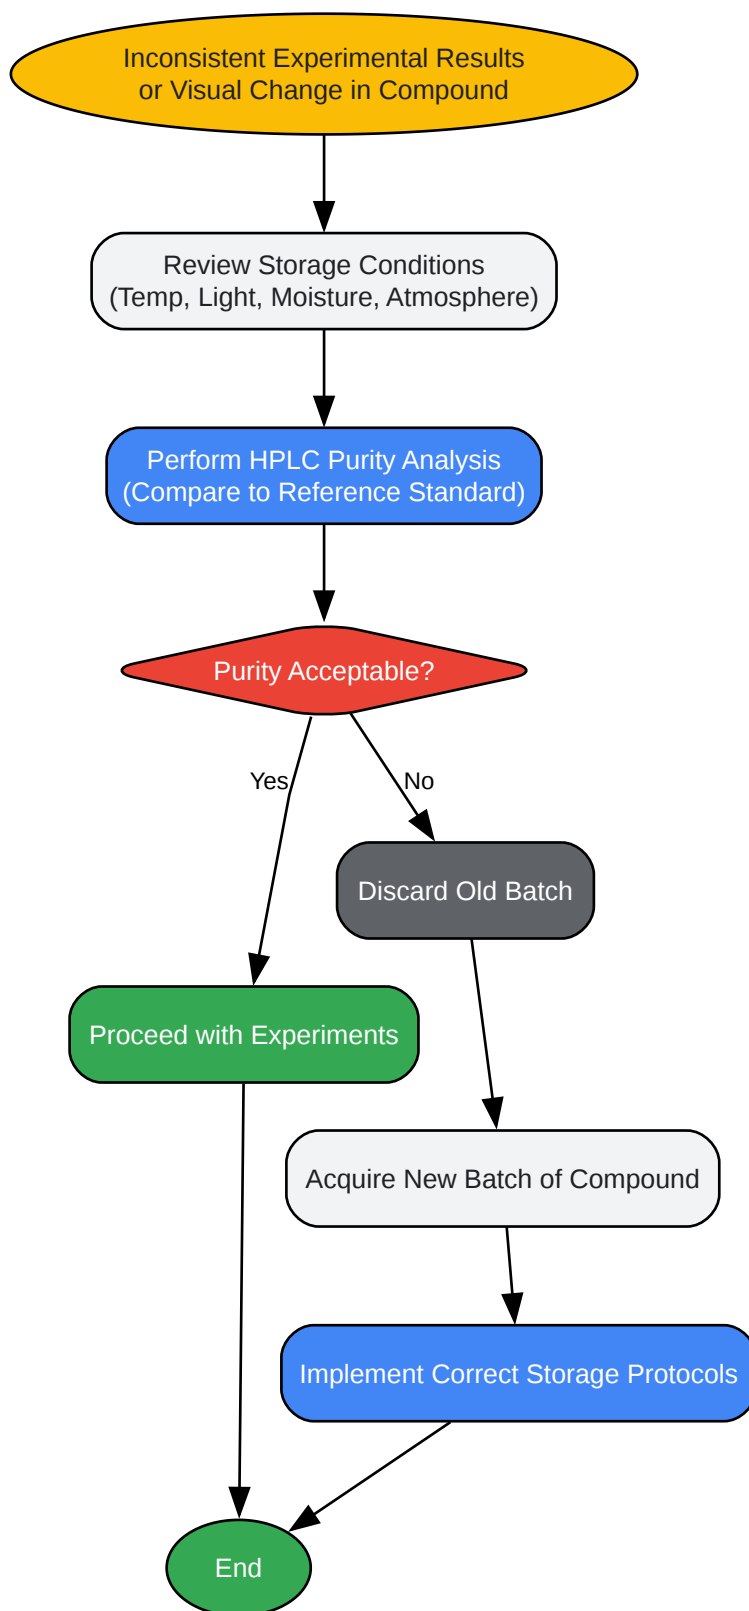 Inconsistent Experimental Results
or Visual Change in Compound
Review Storage Conditions
(Temp, Light, Moisture, Atmosphere)
Perform HPLC Purity Analysis
(Compare to Reference Standard)
Purity Acceptable?
Yes
No
Discard Old Batch
Proceed with Experiments
Acquire New Batch of Compound
Implement Correct Storage Protocols
End